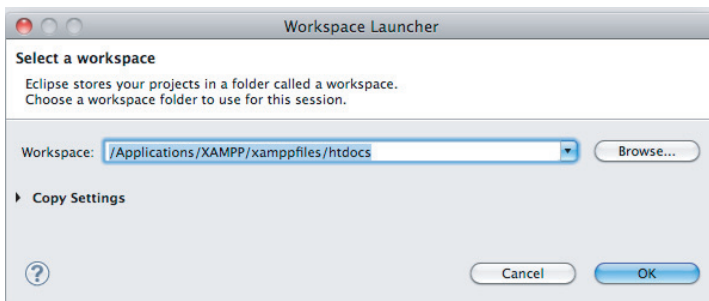 Workspace Launcher
Select a workspace
Eclipse stores your projects in a folder called a workspace.
Choose a workspace folder to use for this session.
Workspace: /Applications/XAMPP/xamppfiles/htdocs Browse...
Copy Settings
? Cancel OK